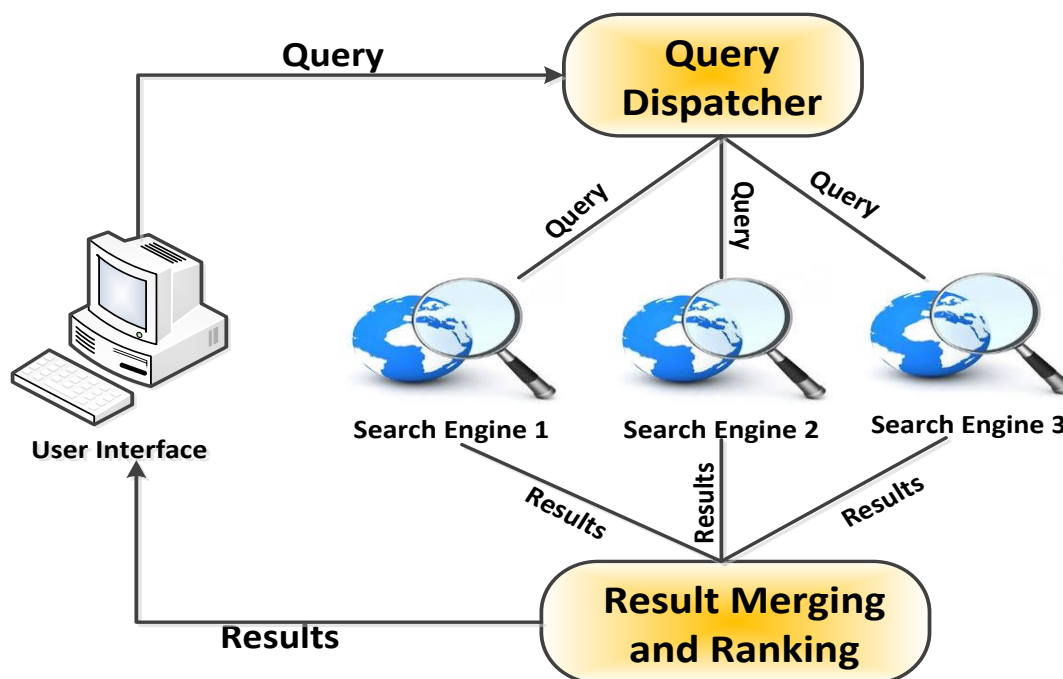 Query
Query
Dispatcher
Query
Query
Query
User Interface
Search Engine 1
Search Engine 2
Search Engine 3
Results
Results
Results
Results
Result Merging
and Ranking